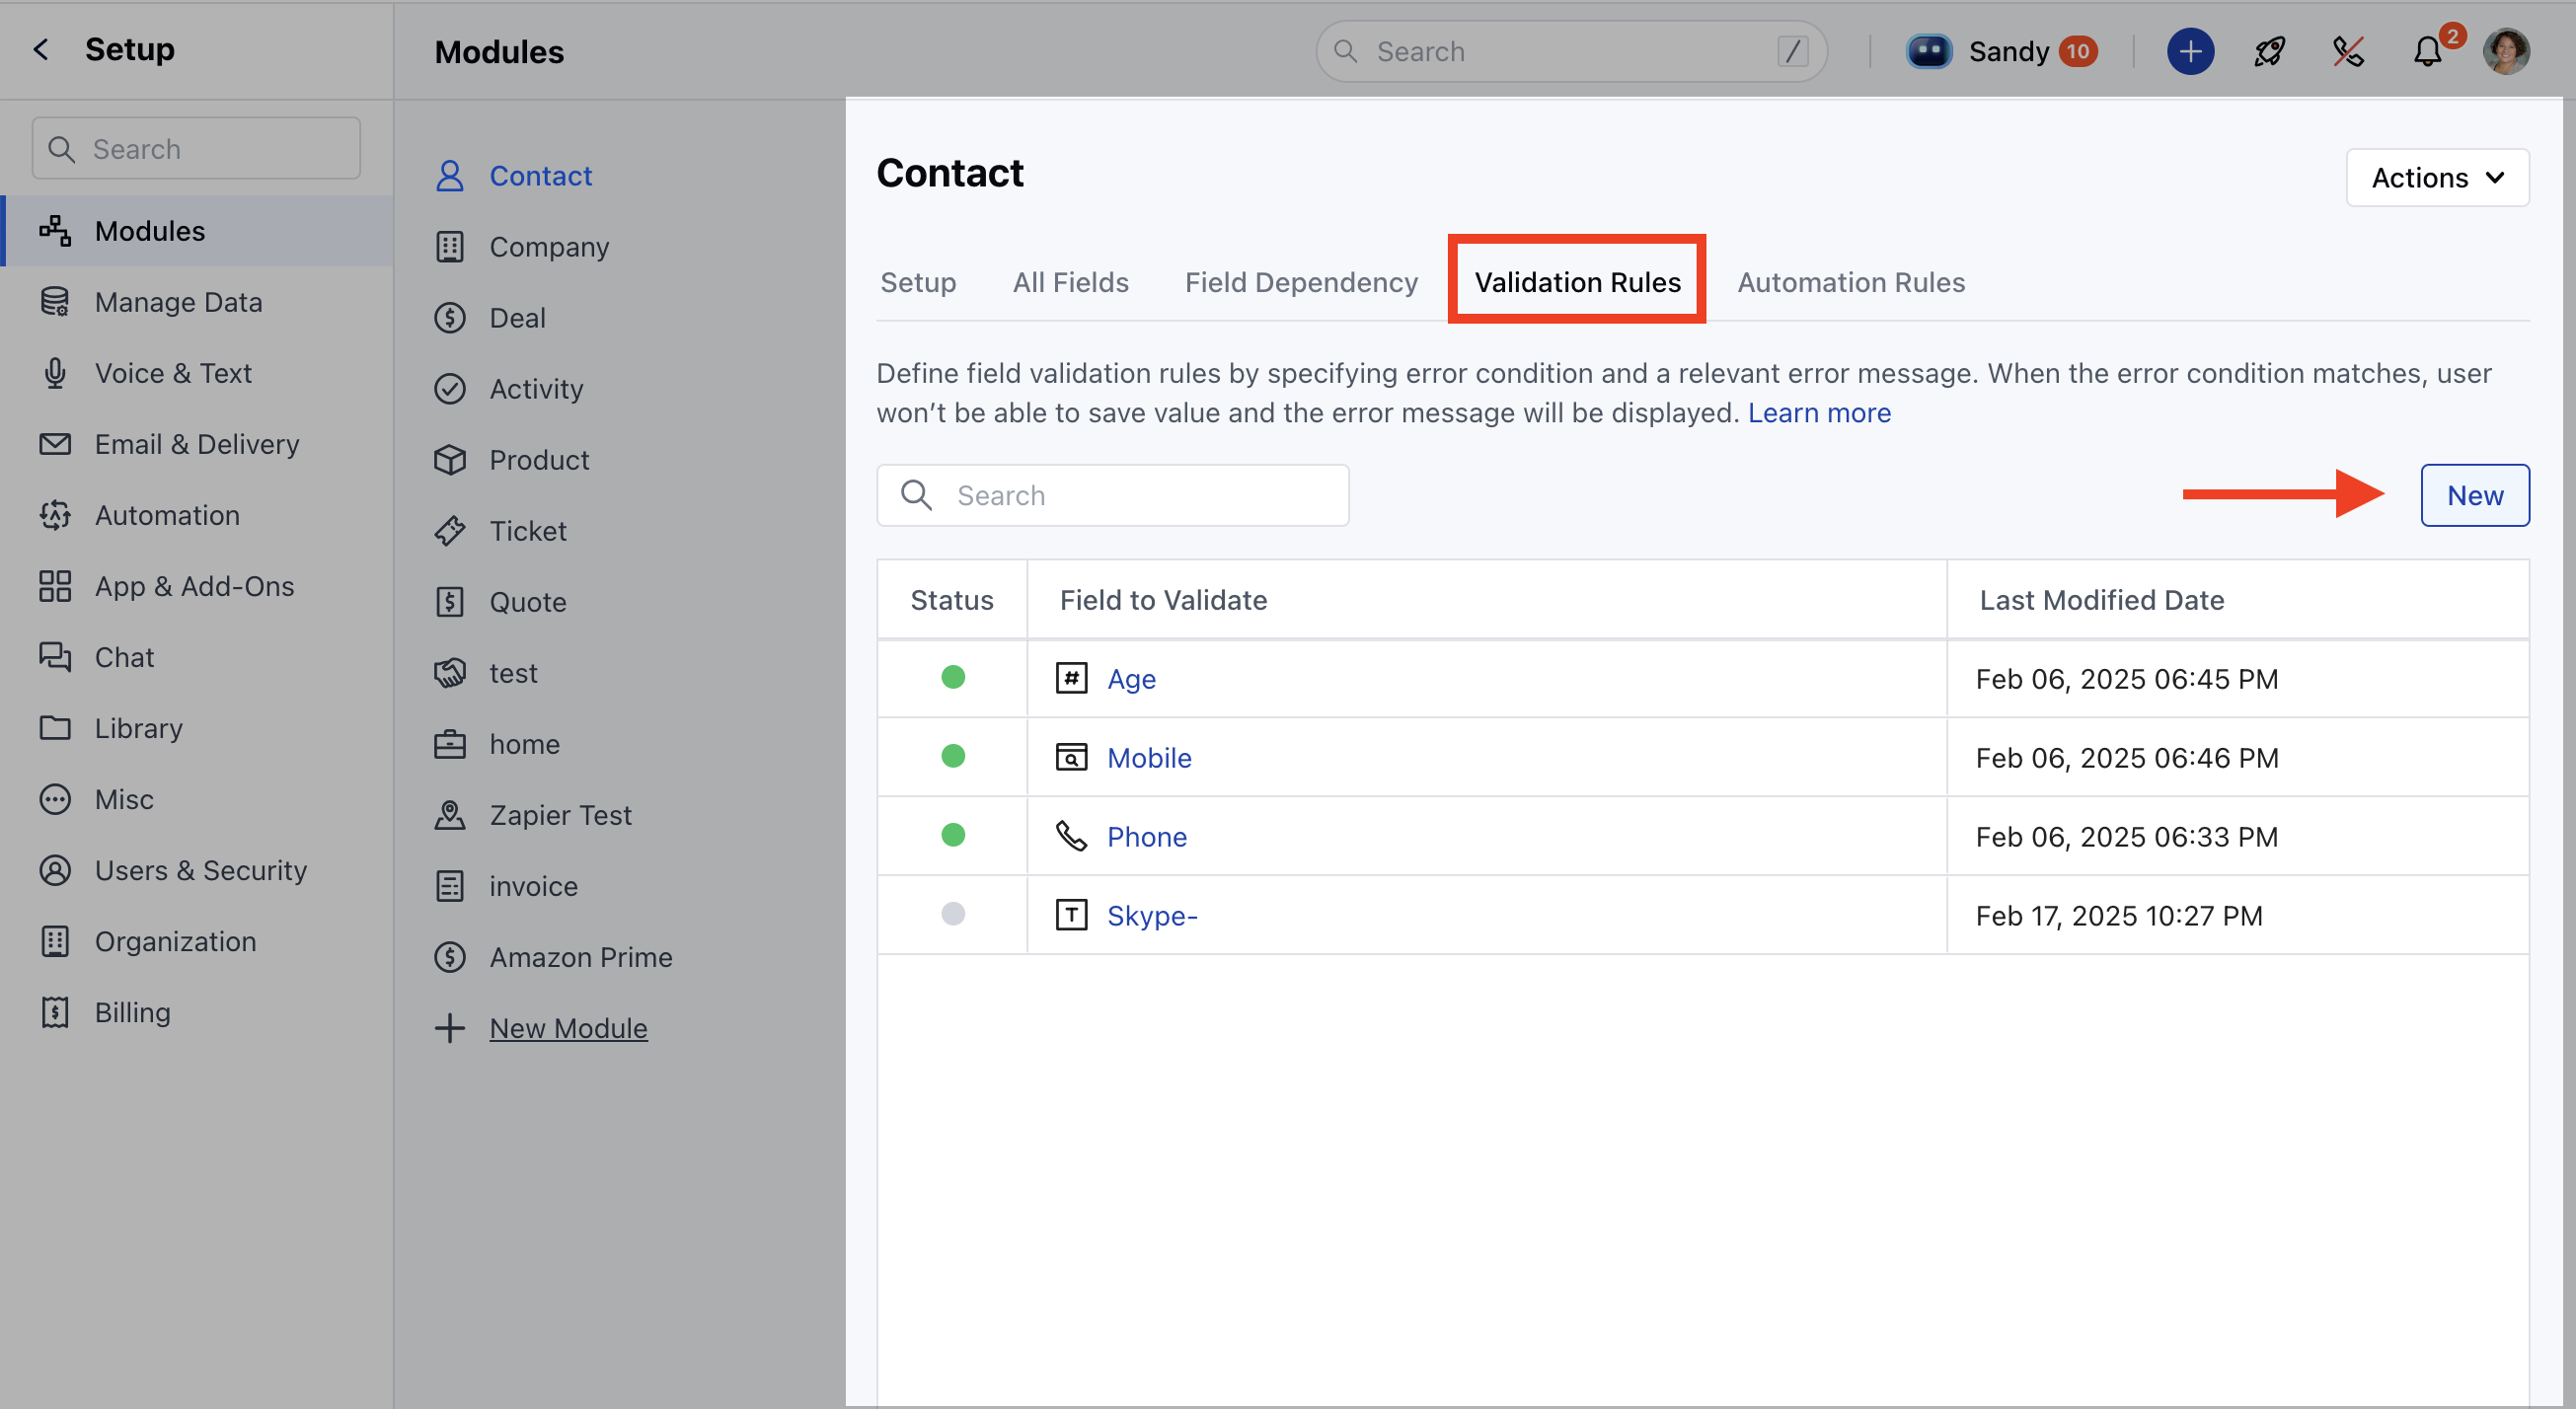 Setup
Modules
Search
/
Sandy
10
2
Search
Modules
Manage Data
Voice & Text
Email & Delivery
Automation
App & Add-Ons
Chat
Library
Misc
Users & Security
Organization
Billing
Contact
Company
Deal
Activity
Product
Ticket
Quote
test
home
Zapier Test
invoice
Amazon Prime
New Module
Contact
Actions
Setup
All Fields
Field Dependency
Validation Rules
Automation Rules
Define field validation rules by specifying error condition and a relevant error message. When the error condition matches, user
won’t be able to save value and the error message will be displayed. Learn more
Search
New
Status Field to Validate Last Modified Date
Age Feb 06, 2025 06:45 PM
Mobile Feb 06, 2025 06:46 PM
Phone Feb 06, 2025 06:33 PM
Skype- Feb 17, 2025 10:27 PM